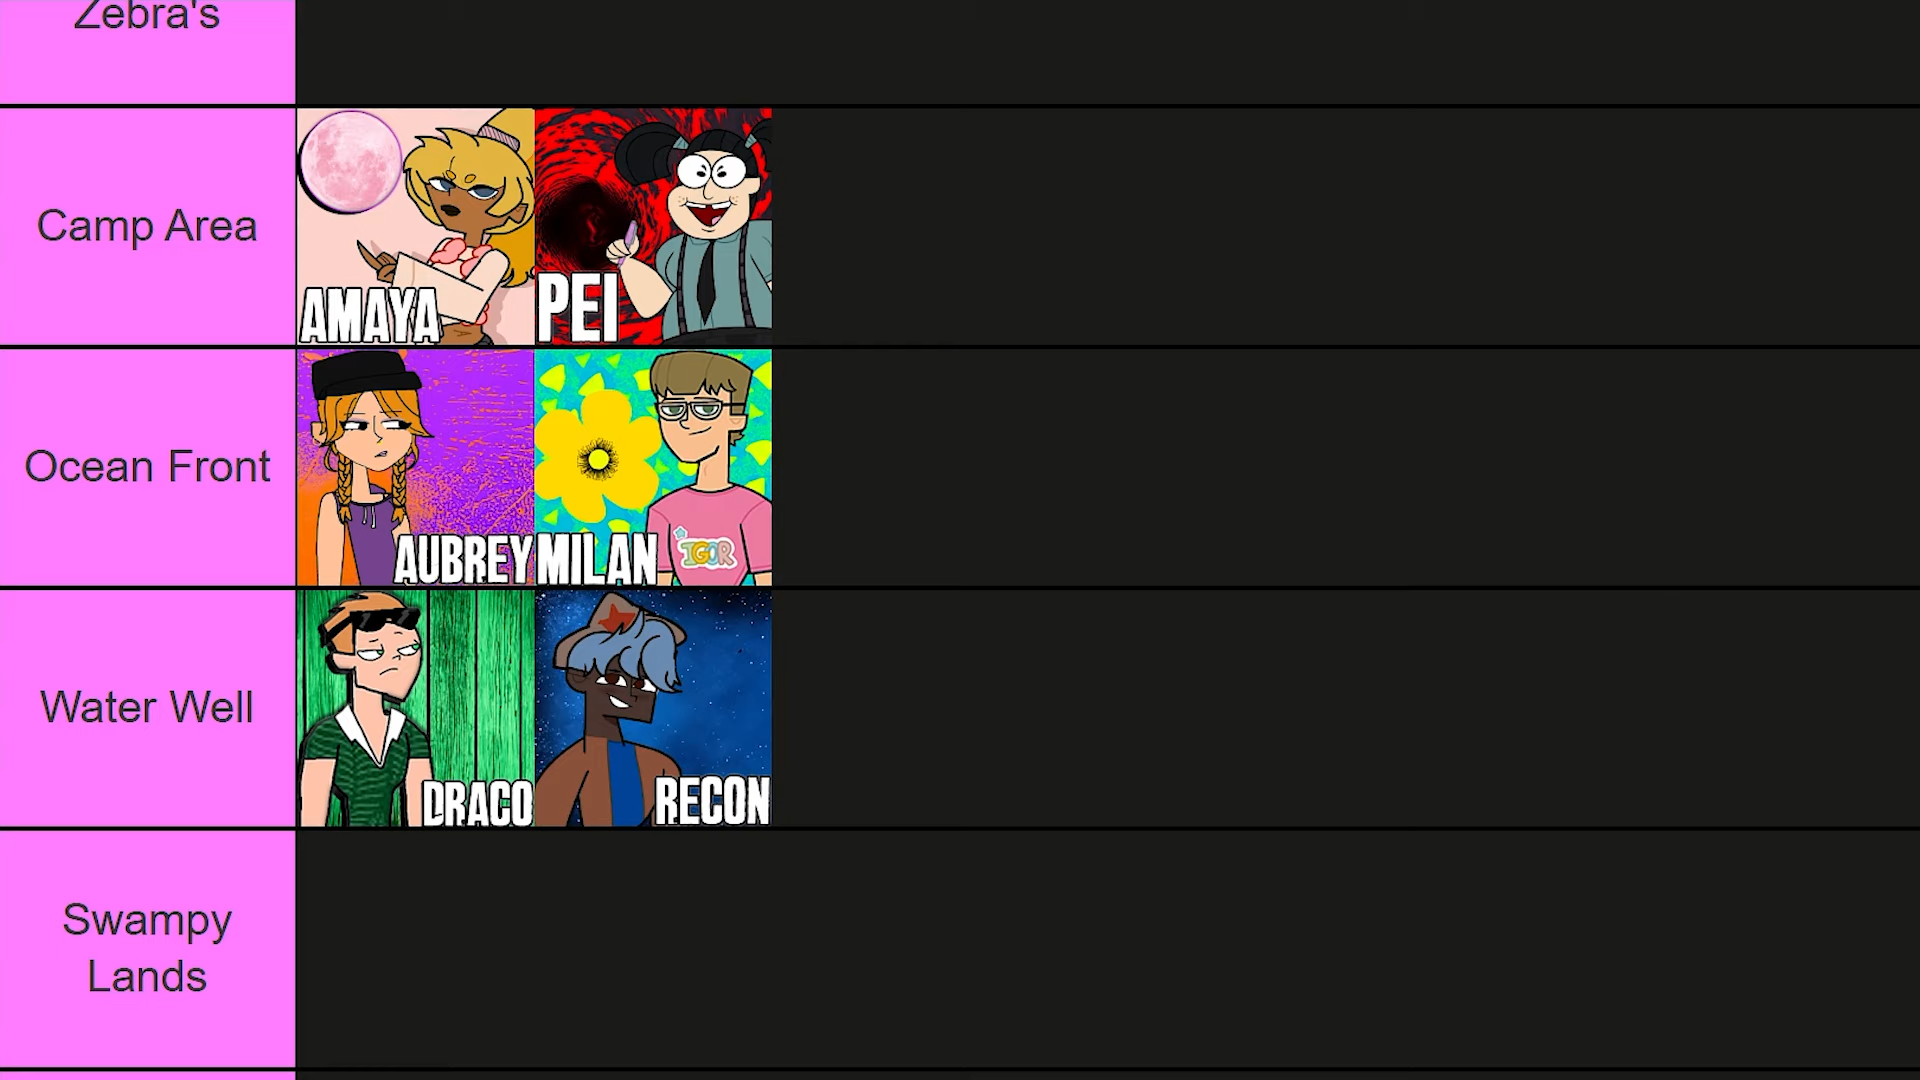 Zebra's
Camp Area
AMAYA
PEI
Ocean Front
AUBREY
MILAN
IGOR
Water Well
DRACO
RECON
Swampy
Lands